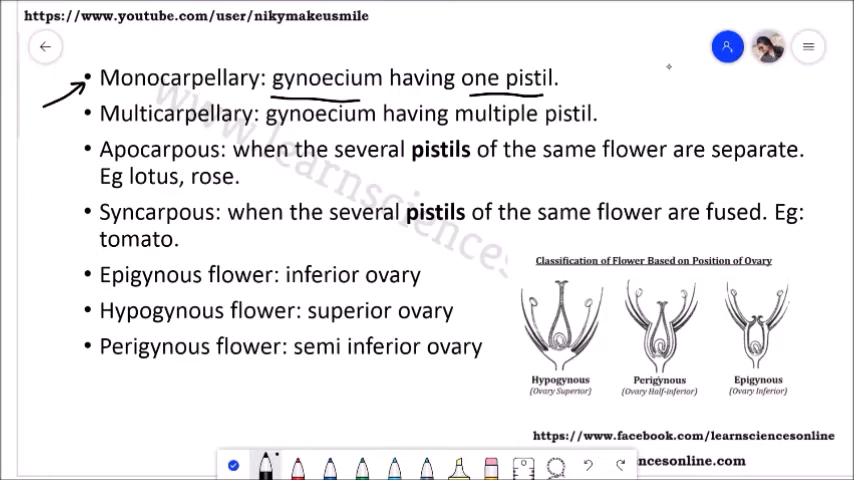 https://www.youtube.com/user/nikymakeusmile
• Monocarpellary: gynoecium having one pistil.
• Multicarpellary: gynoecium having multiple pistil.
• Apocarpous: when the several pistils of the same flower are separate.
Eg lotus, rose.
• Syncarpous: when the several pistils of the same flower are fused. Eg:
tomato.
• Epigynous flower: inferior ovary
• Hypogynous flower: superior ovary
• Perigynous flower: semi inferior ovary
www.learnsciences
Classification of Flower Based on Position of Ovary
Hypogynous Perigynous Epigynous
(Ovary Superior) (Ovary Half-inferior) (Ovary Inferior)
https://www.facebook.com/learnsciencesonline
ncesonline.com